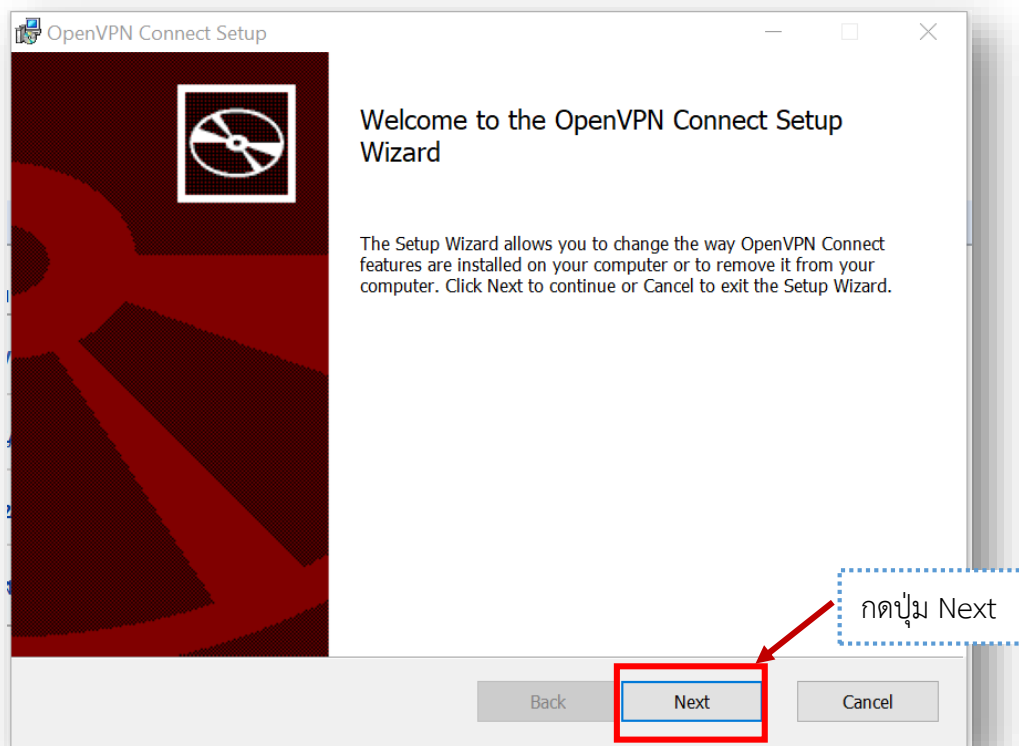 OpenVPN Connect Setup
Welcome to the OpenVPN Connect Setup
Wizard
The Setup Wizard allows you to change the way OpenVPN Connect
features are installed on your computer or to remove it from your
computer. Click Next to continue or Cancel to exit the Setup Wizard.
กดปุ่ม Next
Back
Next
Cancel